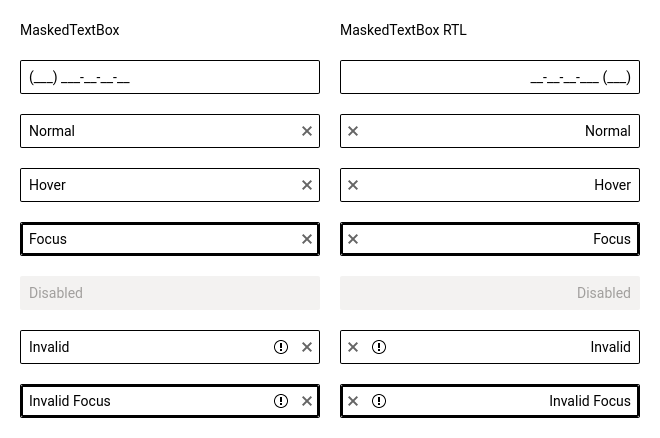 MaskedTextBox
(___) ___-__-__-__
Normal
Hover
Focus
Disabled
Invalid
Invalid Focus
MaskedTextBox RTL
__-__-__-___ (___)
Normal
Hover
Focus
Disabled
Invalid
Invalid Focus